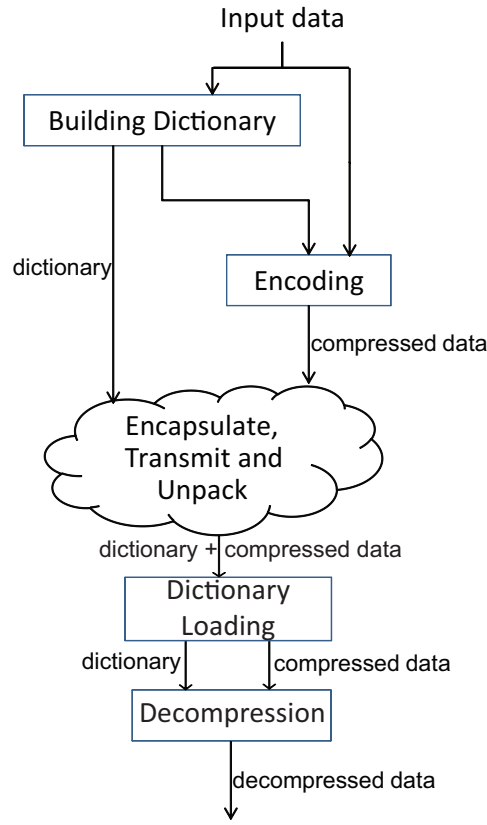 Input data
Building Dictionary
dictionary
Encoding
compressed data
Encapsulate,
Transmit and
Unpack
dictionary + compressed data
Dictionary
Loading
dictionary
compressed data
Decompression
decompressed data